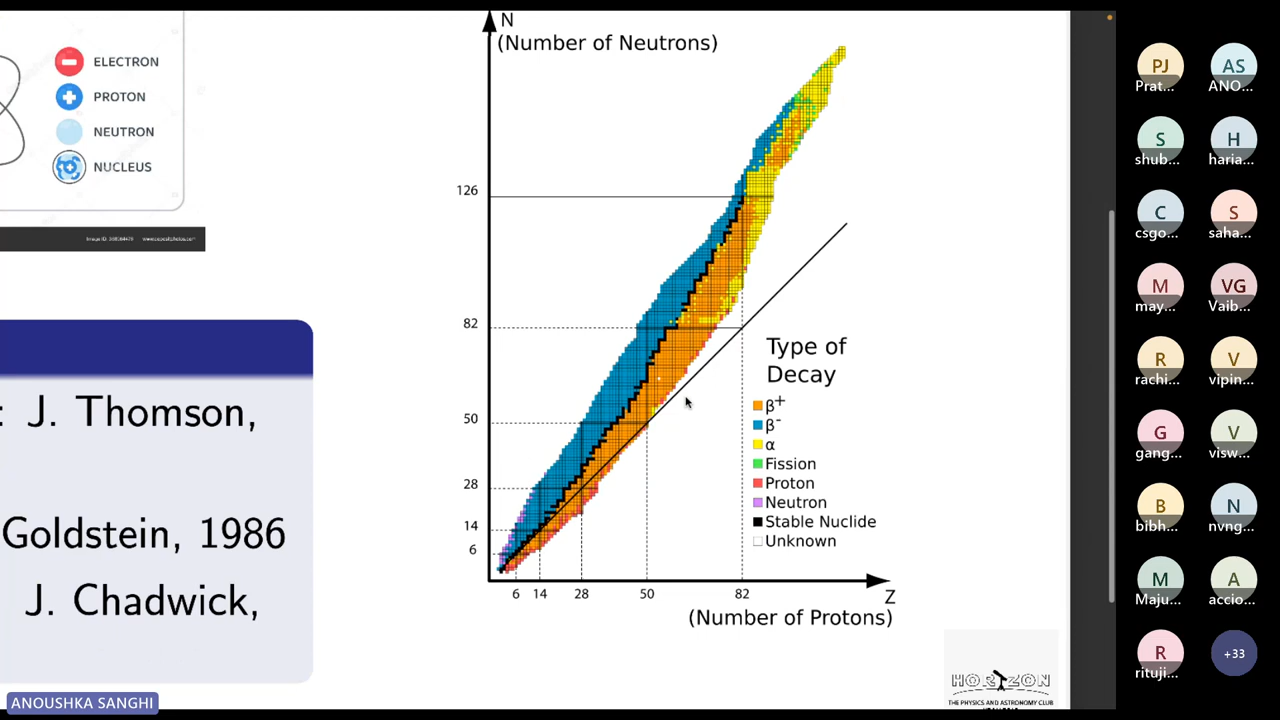 ELECTRON
PROTON
NEUTRON
NUCLEUS
: J. Thomson,
Goldstein, 1986
J. Chadwick,
ANOUSHKA SANGHI
N
(Number of Neutrons)
126
82
50
28
14
6
6 14 28 50 82
Z
(Number of Protons)
Type of
Decay
β+
β-
α
Fission
Proton
Neutron
Stable Nuclide
Unknown
HORIZON
THE PHYSICS AND ASTRONOMY CLUB
PJ AS
Prat... ANO...
S H
shub... haria...
C S
csgo... saha...
M VG
may... Vaib...
R V
rachi... vipin...
G V
gang... visw...
B N
bibh... nvng...
M A
Maju... accio...
R +33
rituji...